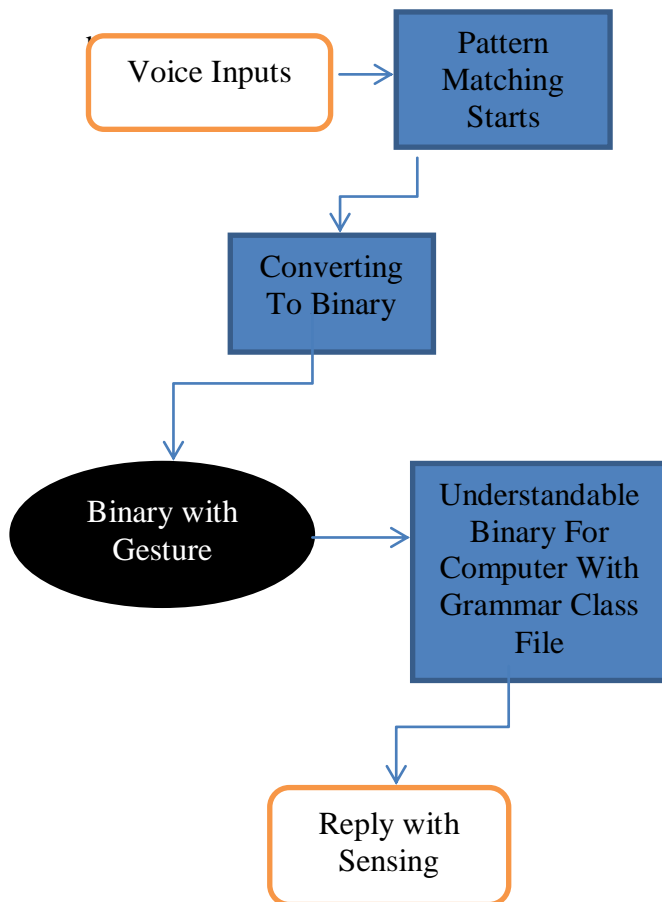 Voice Inputs
Pattern
Matching
Starts
Converting
To Binary
Binary with
Gesture
Understandable
Binary For
Computer With
Grammar Class
File
Reply with
Sensing